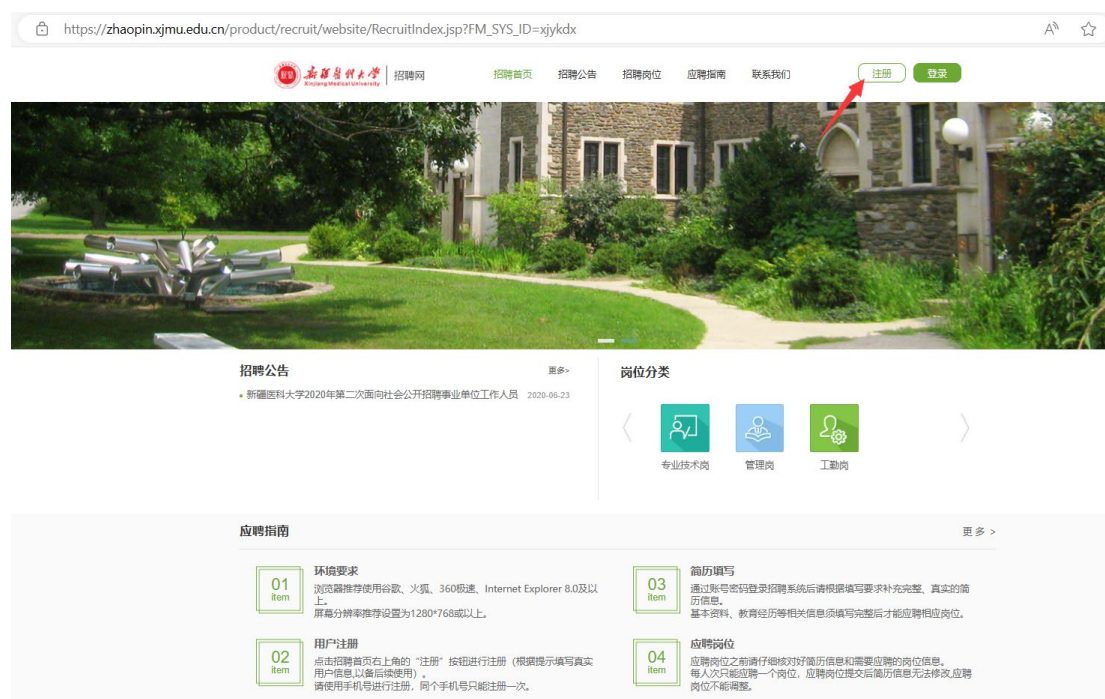 https://zhaopin.xjmu.edu.cn/product/recruit/website/RecruitIndex.jsp?FM_SYS_ID=xjykdx
新疆医科大学
Xinjiang Medical University
招聘网
招聘首页 招聘公告 招聘岗位 应聘指南 联系我们 注册 登录
招聘公告 更多>
新疆医科大学2020年第二次面向社会公开招聘事业单位工作人员 2020-06-23
岗位分类
专业技术岗 管理岗 工勤岗
应聘指南 更多 >
01
item
环境要求
浏览器推荐使用谷歌、火狐、360极速、Internet Explorer 8.0及以
上。
屏幕分辨率推荐设置为1280*768或以上。
02
item
用户注册
点击招聘首页右上角的“注册”按钮进行注册（根据提示填写真实
用户信息,以备后续使用）。
请使用手机号进行注册，同个手机号只能注册一次。
03
item
简历填写
通过账号密码登录招聘系统后请根据填写要求补充完整、真实的简
历信息。
基本资料、教育经历等相关信息须填写完整后才能应聘相应岗位。
04
item
应聘岗位
应聘岗位之前请仔细核对好简历信息和需要应聘的岗位信息。
每人次只能应聘一个岗位，应聘岗位提交后简历信息无法修改,应聘
岗位不能调整。